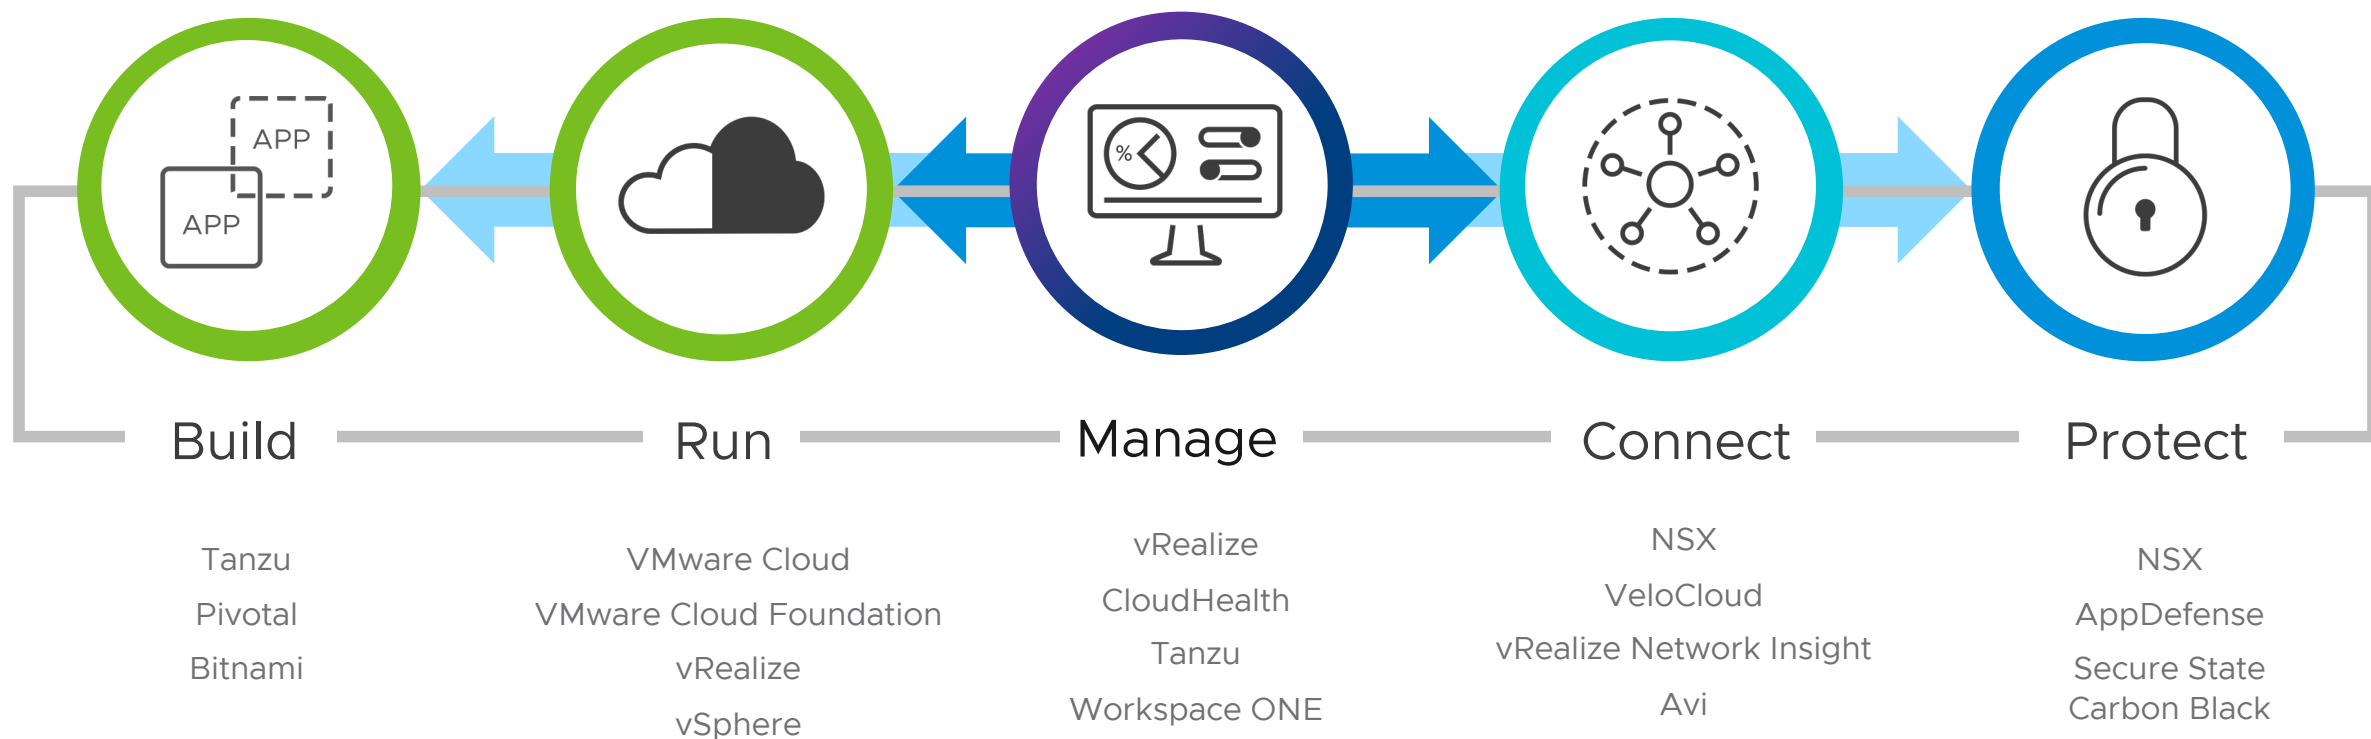 APP
APP
%
Build
Run
Manage
Connect
Protect
Tanzu
Pivotal
Bitnami
VMware Cloud
VMware Cloud Foundation
vRealize
vSphere
vRealize
CloudHealth
Tanzu
Workspace ONE
NSX
VeloCloud
vRealize Network Insight
Avi
NSX
AppDefense
Secure State
Carbon Black